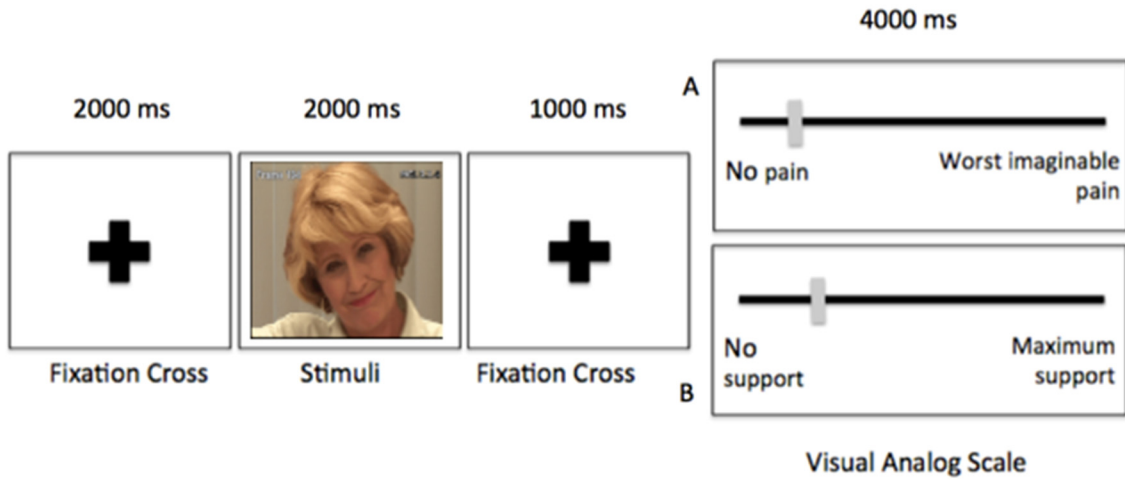 4000 ms
A
2000 ms
2000 ms
1000 ms
No pain
Worst imaginable
pain
Fixation Cross
Stimuli
Fixation Cross
No
support
Maximum
support
B
Visual Analog Scale